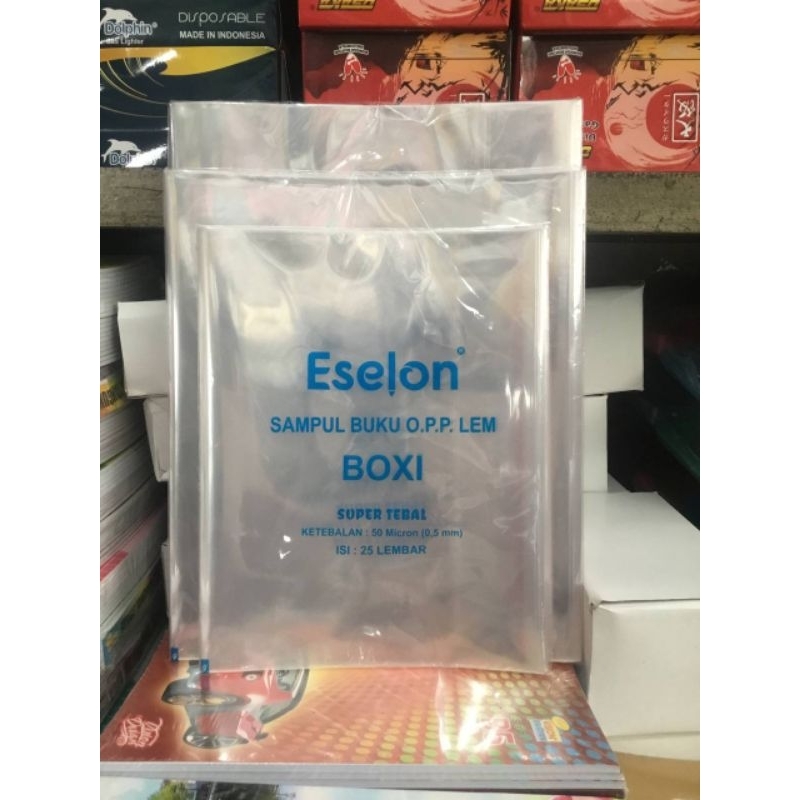 DISPOSABLE
MADE IN INDONESIA
Dolphin
Dolphin
Eselon®
SAMPUL BUKU O.P.P. LEM
BOXI
SUPER TEBAL
KETEBALAN : 50 Micron (0,5 mm)
ISI : 25 LEMBAR